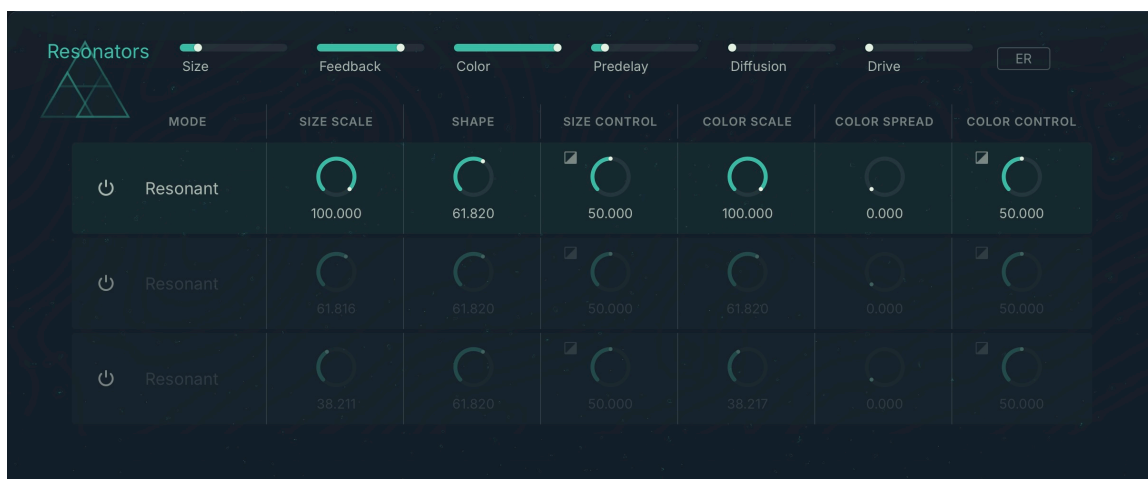 Resonators
Size Feedback Color Predelay Diffusion Drive ER
MODE SIZE SCALE SHAPE SIZE CONTROL COLOR SCALE COLOR SPREAD COLOR CONTROL
Resonant 100.000 61.820 50.000 100.000 0.000 50.000
Resonant 61.816 61.820 50.000 61.820 0.000 50.000
Resonant 38.211 61.820 50.000 38.217 0.000 50.000